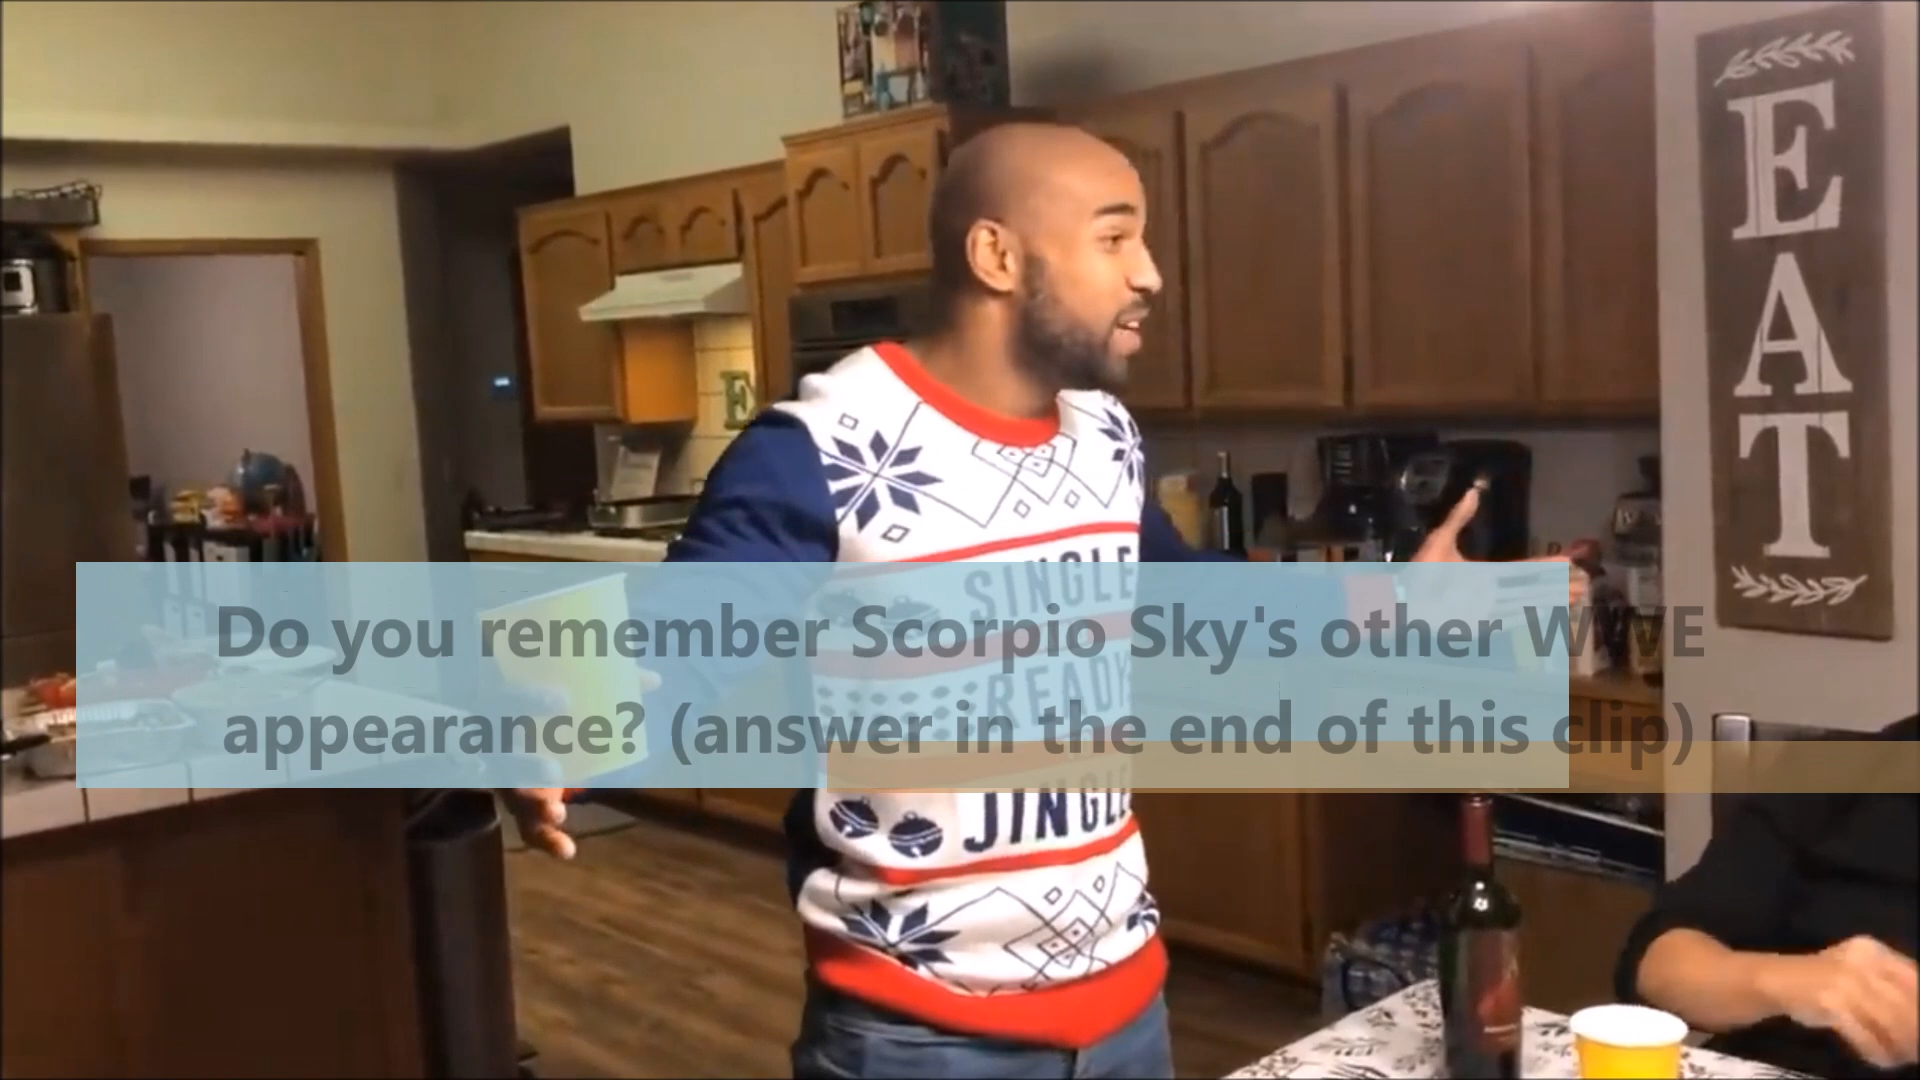 EAT
E
SINGLE
READY
JINGLE
Do you remember Scorpio Sky's other WWE
appearance? (answer in the end of this clip)